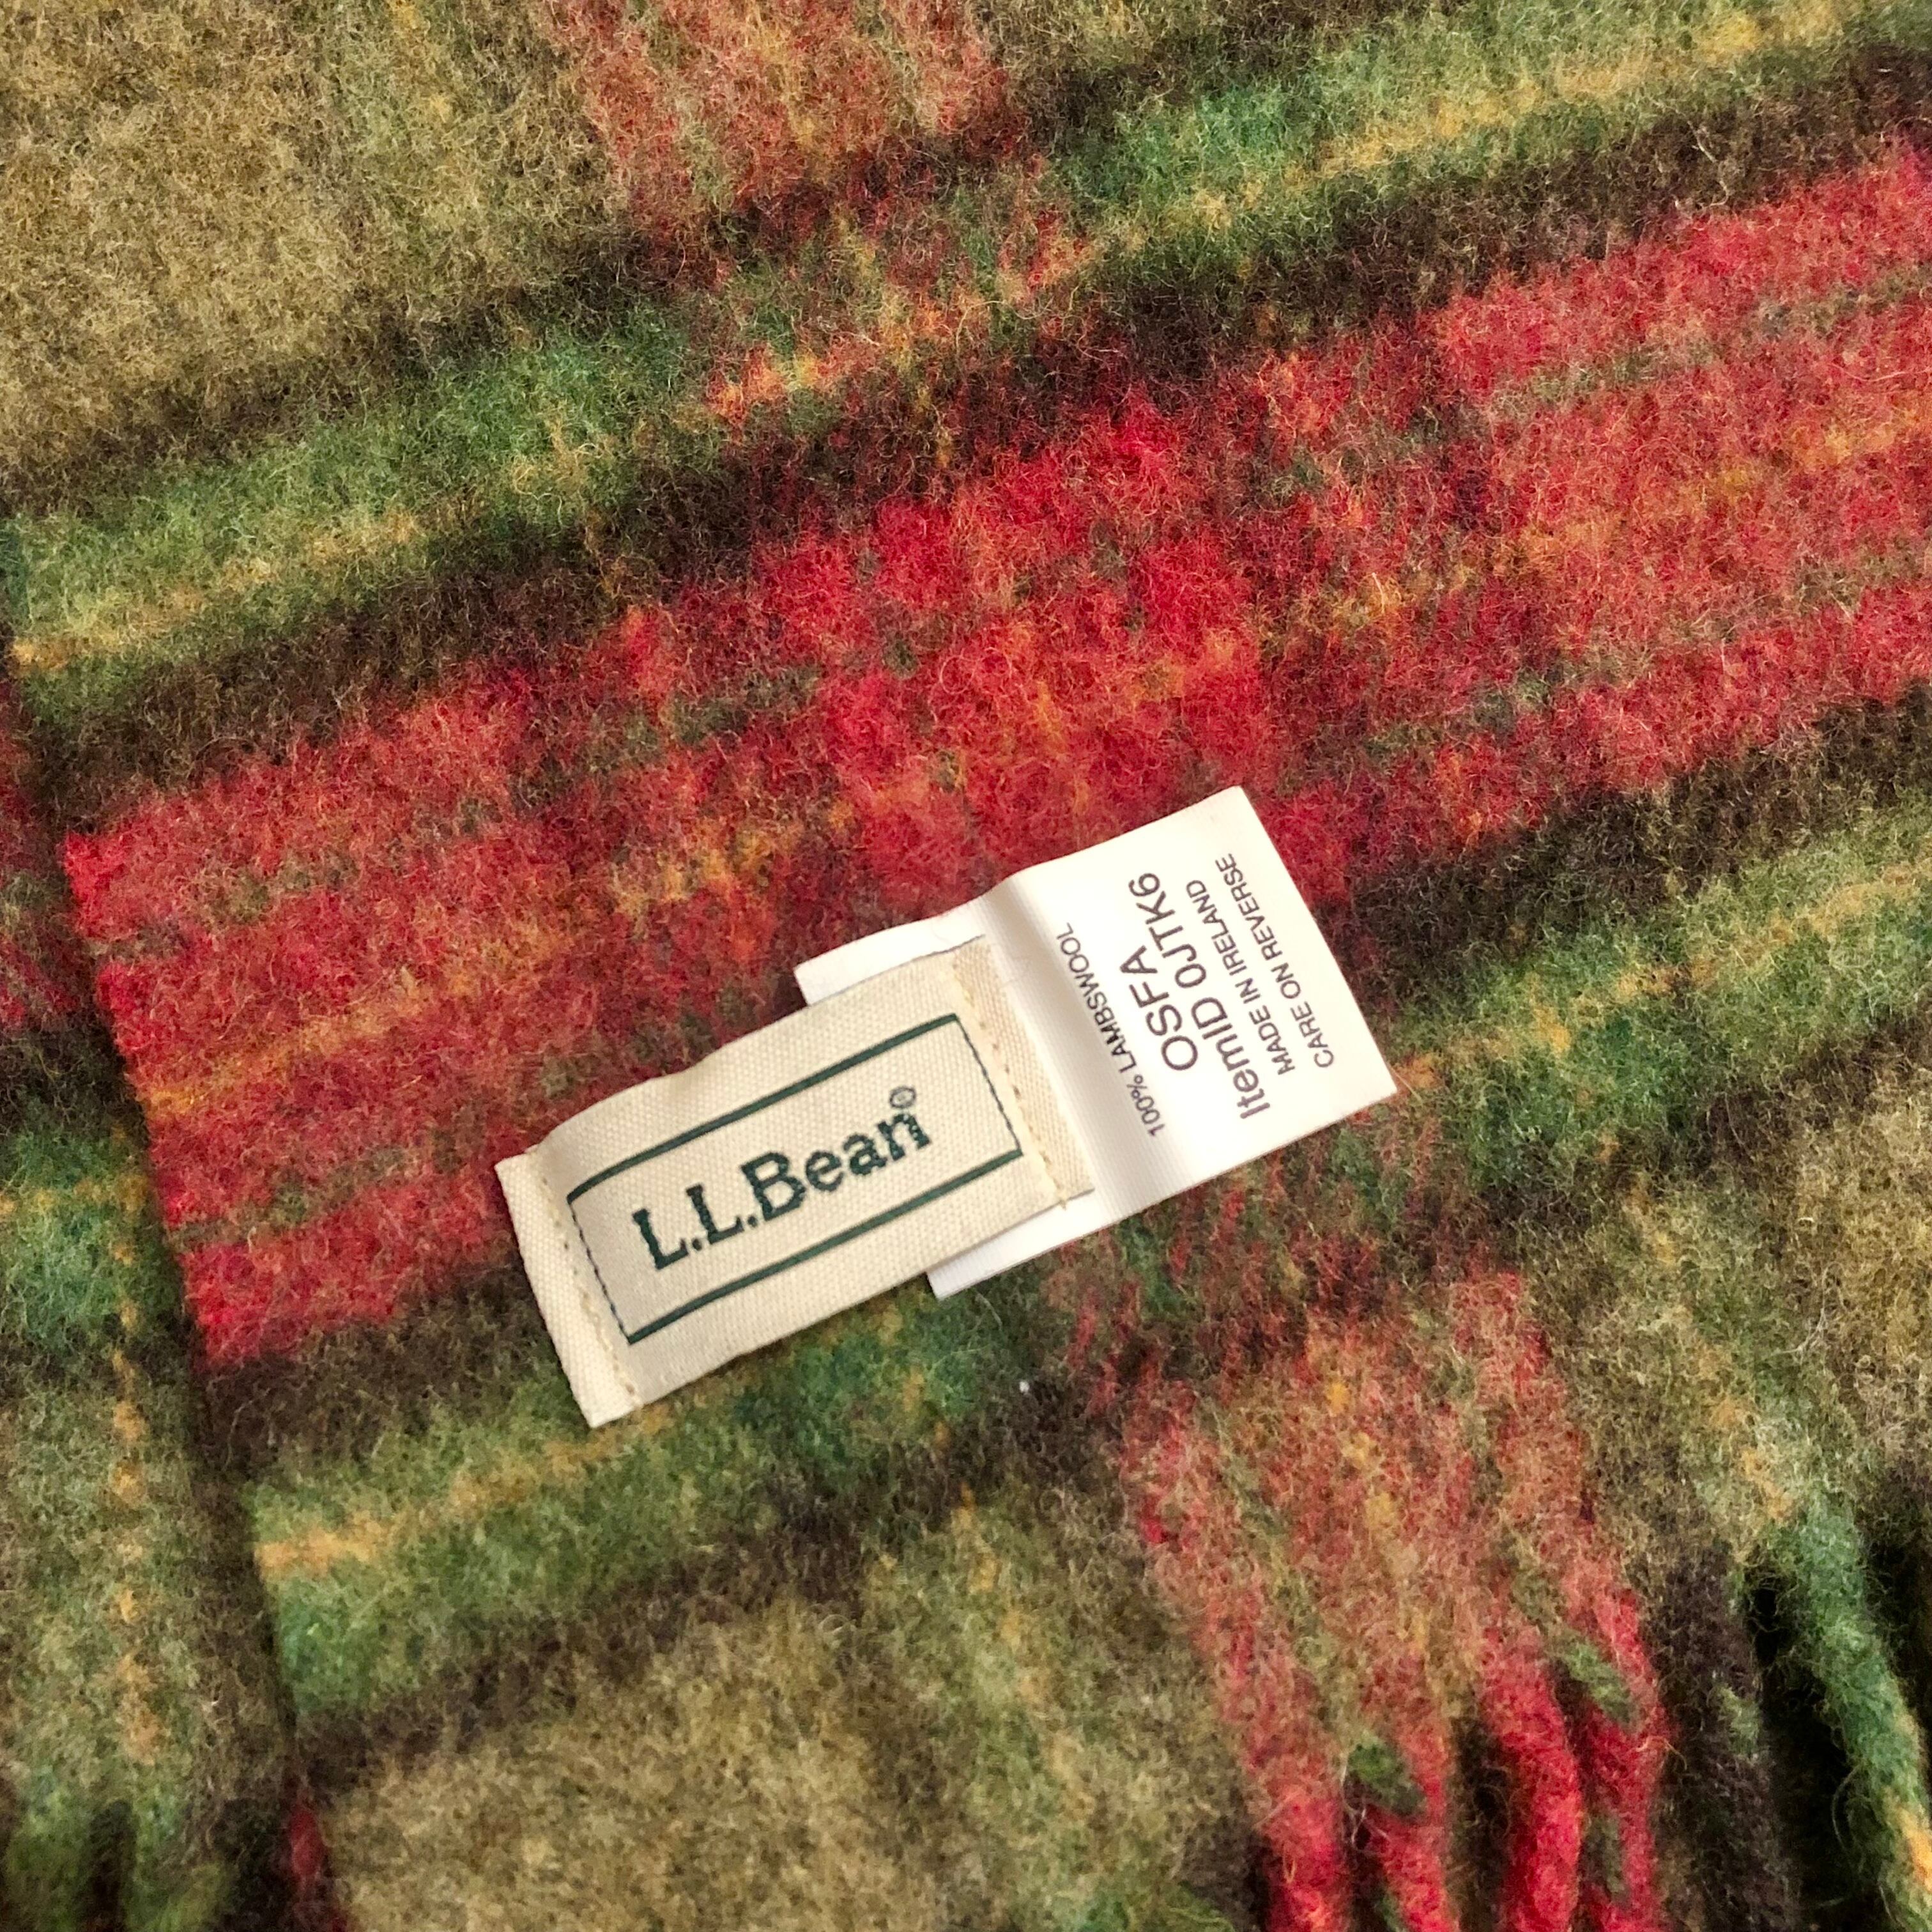 L.L.Bean®
100% LAMBSWOOL
OSFA
ItemID 0JTK6
MADE IN IRELAND
CARE ON REVERSE